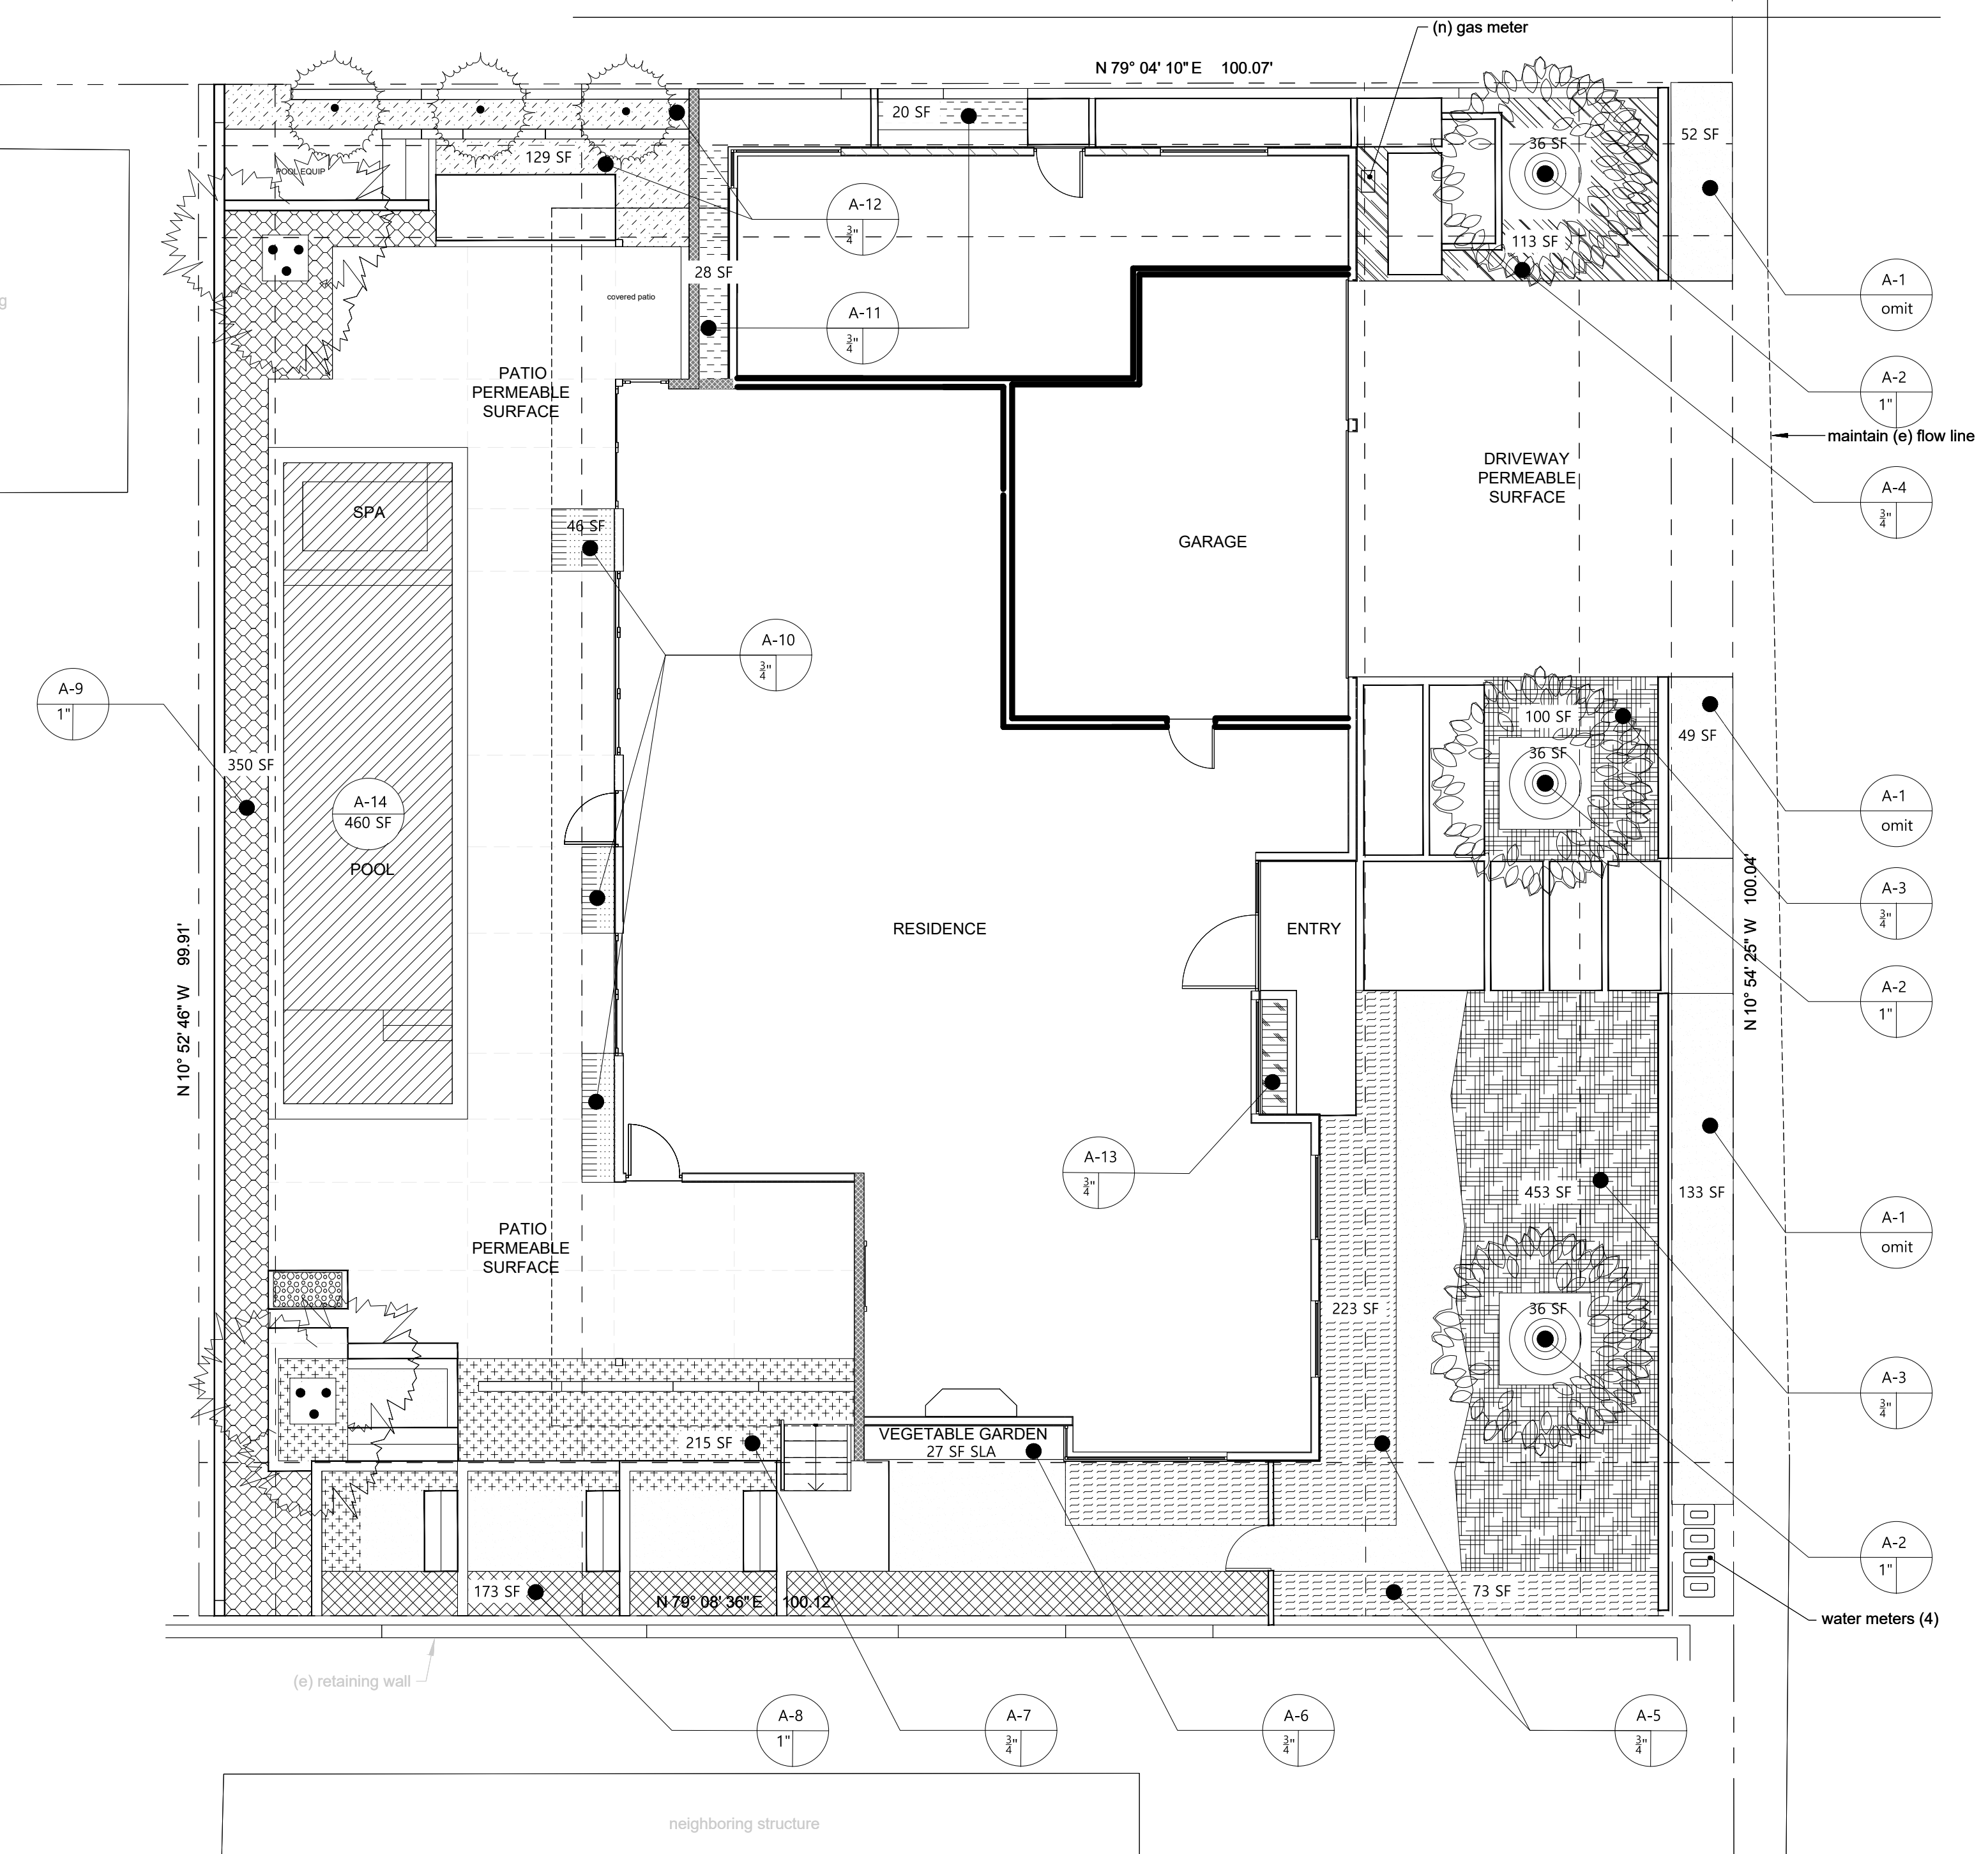 (n) gas meter
N 79° 04' 10" E 100.07'
20 SF
52 SF
36 SF
129 SF
POOL EQUIP
A-12
3/4"
113 SF
28 SF
A-1
omit
covered patio
A-11
3/4"
g
PATIO
PERMEABLE
SURFACE
A-2
1"
maintain (e) flow line
DRIVEWAY
PERMEABLE
SURFACE
A-4
3/4"
SPA
46 SF
GARAGE
A-10
3/4"
A-9
1"
100 SF
49 SF
36 SF
350 SF
A-14
460 SF
POOL
A-1
omit
A-3
3/4"
RESIDENCE
ENTRY
N 10° 52' 46" W 99.91'
N 10° 54' 25" W 100.04'
A-2
1"
A-13
3/4"
453 SF
133 SF
A-1
omit
PATIO
PERMEABLE
SURFACE
223 SF
36 SF
A-3
3/4"
215 SF
VEGETABLE GARDEN
27 SF SLA
A-2
1"
173 SF
N 79° 08' 36" E 100.12'
73 SF
water meters (4)
(e) retaining wall
A-8
1"
A-7
3/4"
A-6
3/4"
A-5
3/4"
neighboring structure